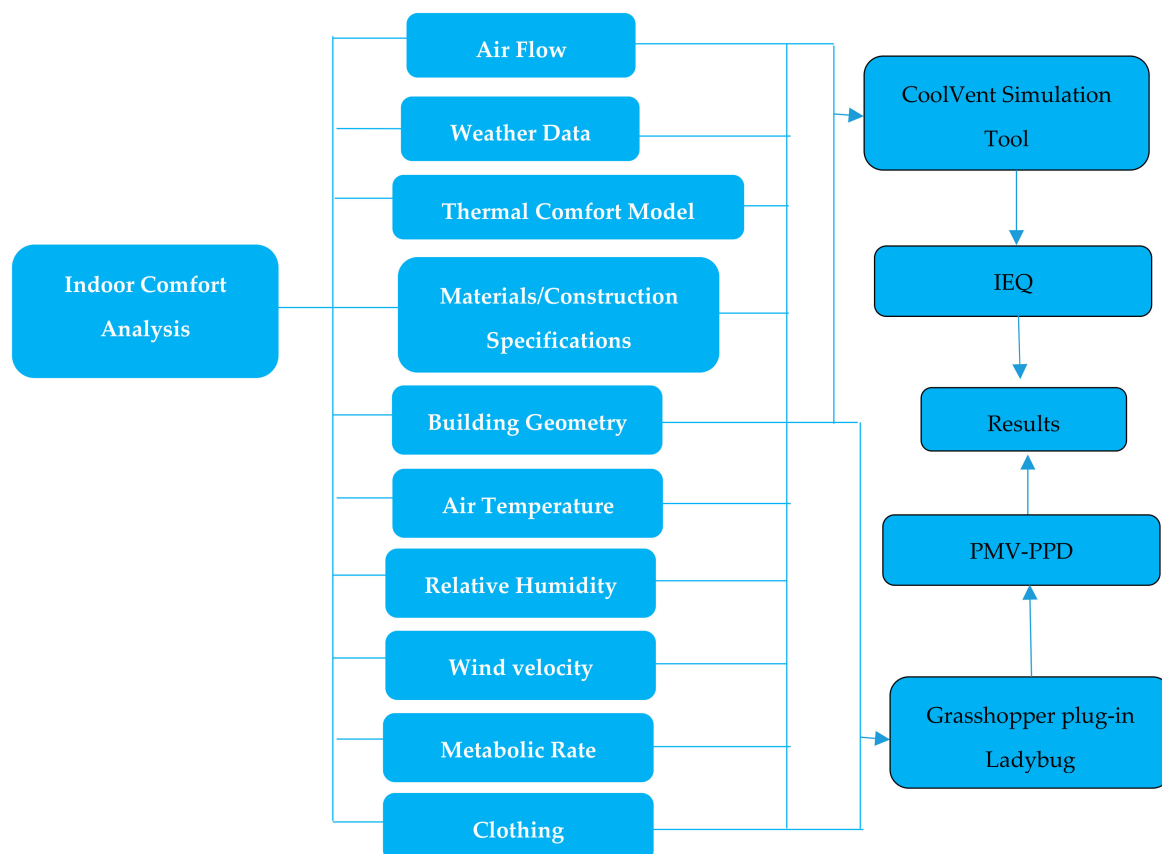 Indoor Comfort
Analysis
Air Flow
Weather Data
Thermal Comfort Model
Materials/Construction
Specifications
Building Geometry
Air Temperature
Relative Humidity
Wind velocity
Metabolic Rate
Clothing
CoolVent Simulation
Tool
IEQ
Results
PMV-PPD
Grasshopper plug-in
Ladybug